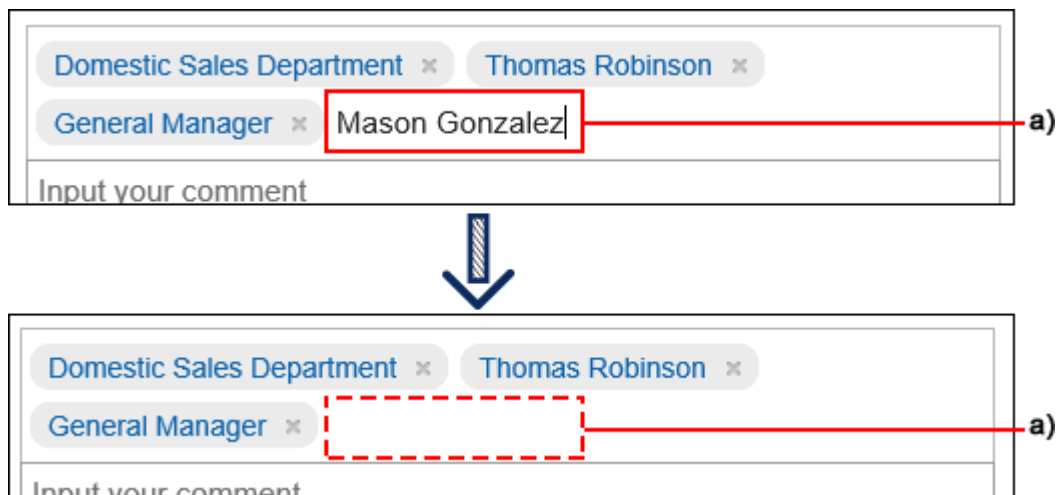 Domestic Sales Department × Thomas Robinson ×
General Manager × Mason Gonzalez
a)
Input your comment
Domestic Sales Department × Thomas Robinson ×
General Manager ×
a)
Input your comment